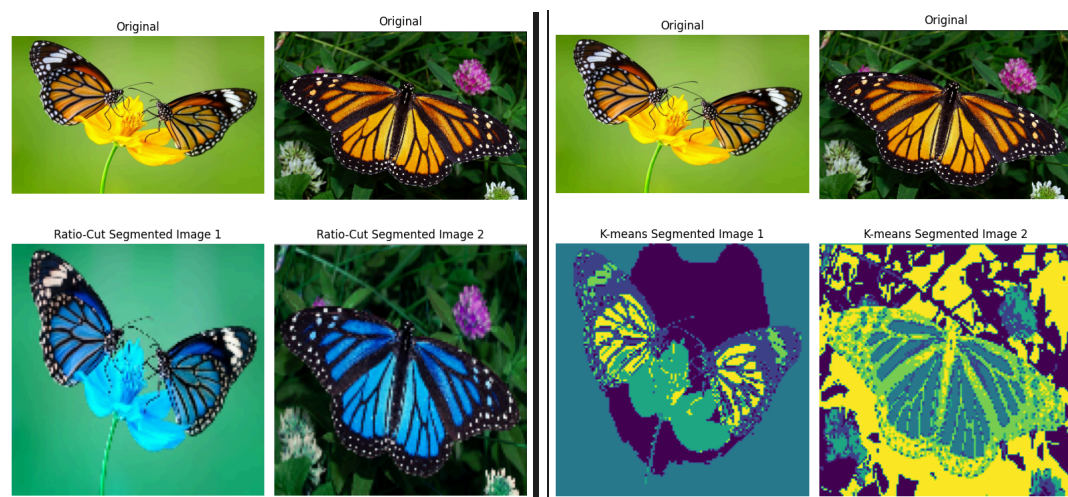 Original
Original
Original
Original
Ratio-Cut Segmented Image 1
Ratio-Cut Segmented Image 2
K-means Segmented Image 1
K-means Segmented Image 2